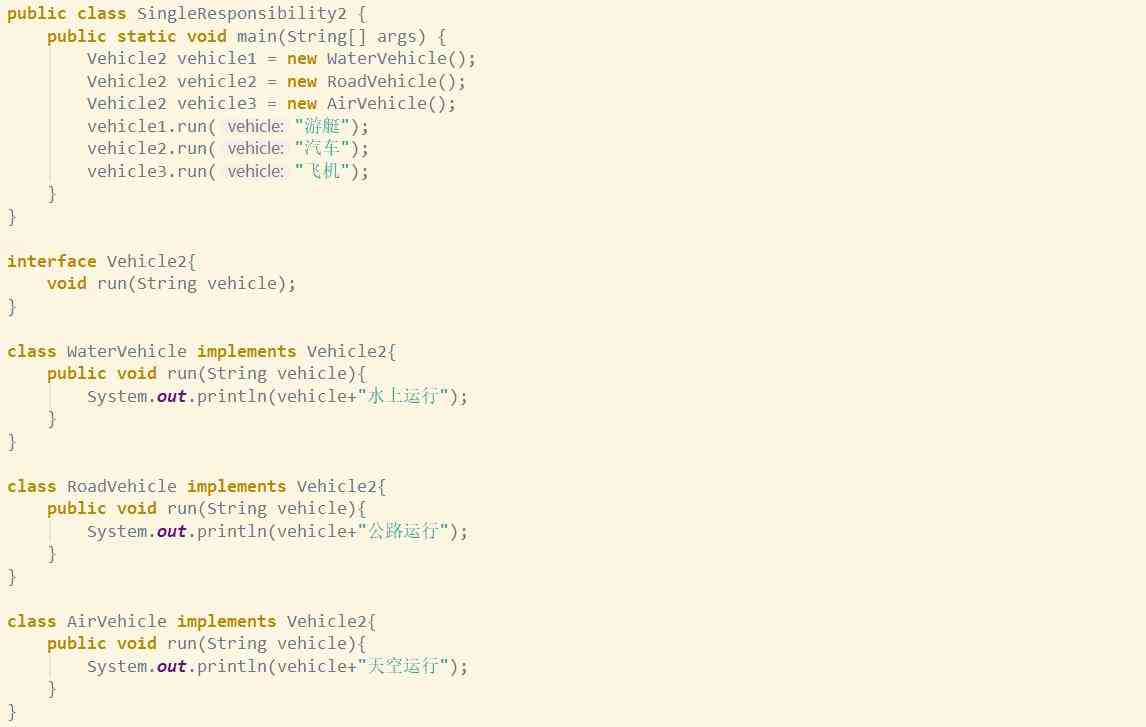 public class SingleResponsibility2 {
    public static void main(String[] args) {
        Vehicle2 vehicle1 = new WaterVehicle();
        Vehicle2 vehicle2 = new RoadVehicle();
        Vehicle2 vehicle3 = new AirVehicle();
        vehicle1.run( vehicle: "游艇");
        vehicle2.run( vehicle: "汽车");
        vehicle3.run( vehicle: "飞机");
    }
}
interface Vehicle2{
    void run(String vehicle);
}
class WaterVehicle implements Vehicle2{
    public void run(String vehicle){
        System.out.println(vehicle+"水上运行");
    }
}
class RoadVehicle implements Vehicle2{
    public void run(String vehicle){
        System.out.println(vehicle+"公路运行");
    }
}
class AirVehicle implements Vehicle2{
    public void run(String vehicle){
        System.out.println(vehicle+"天空运行");
    }
}